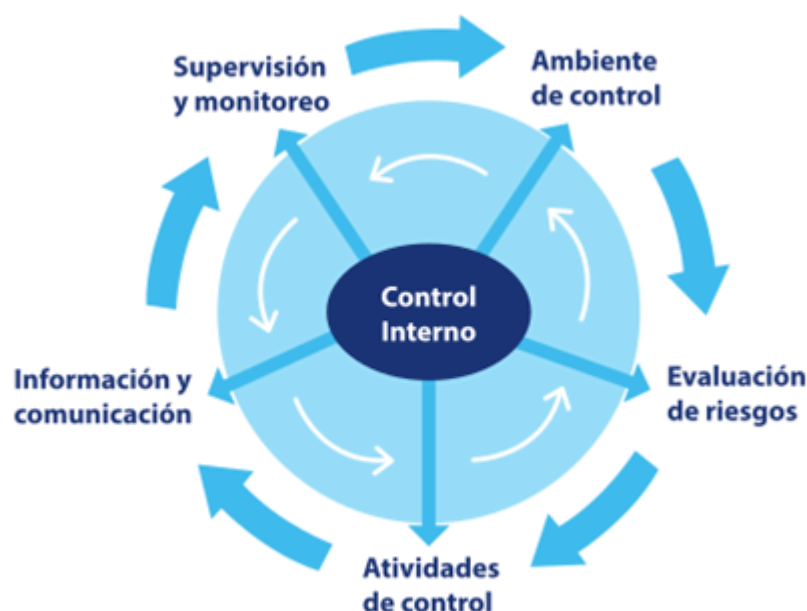 Supervisión
y monitoreo
Ambiente
de control
Control
Interno
Información y
comunicación
Evaluación
de riesgos
Atividades
de control